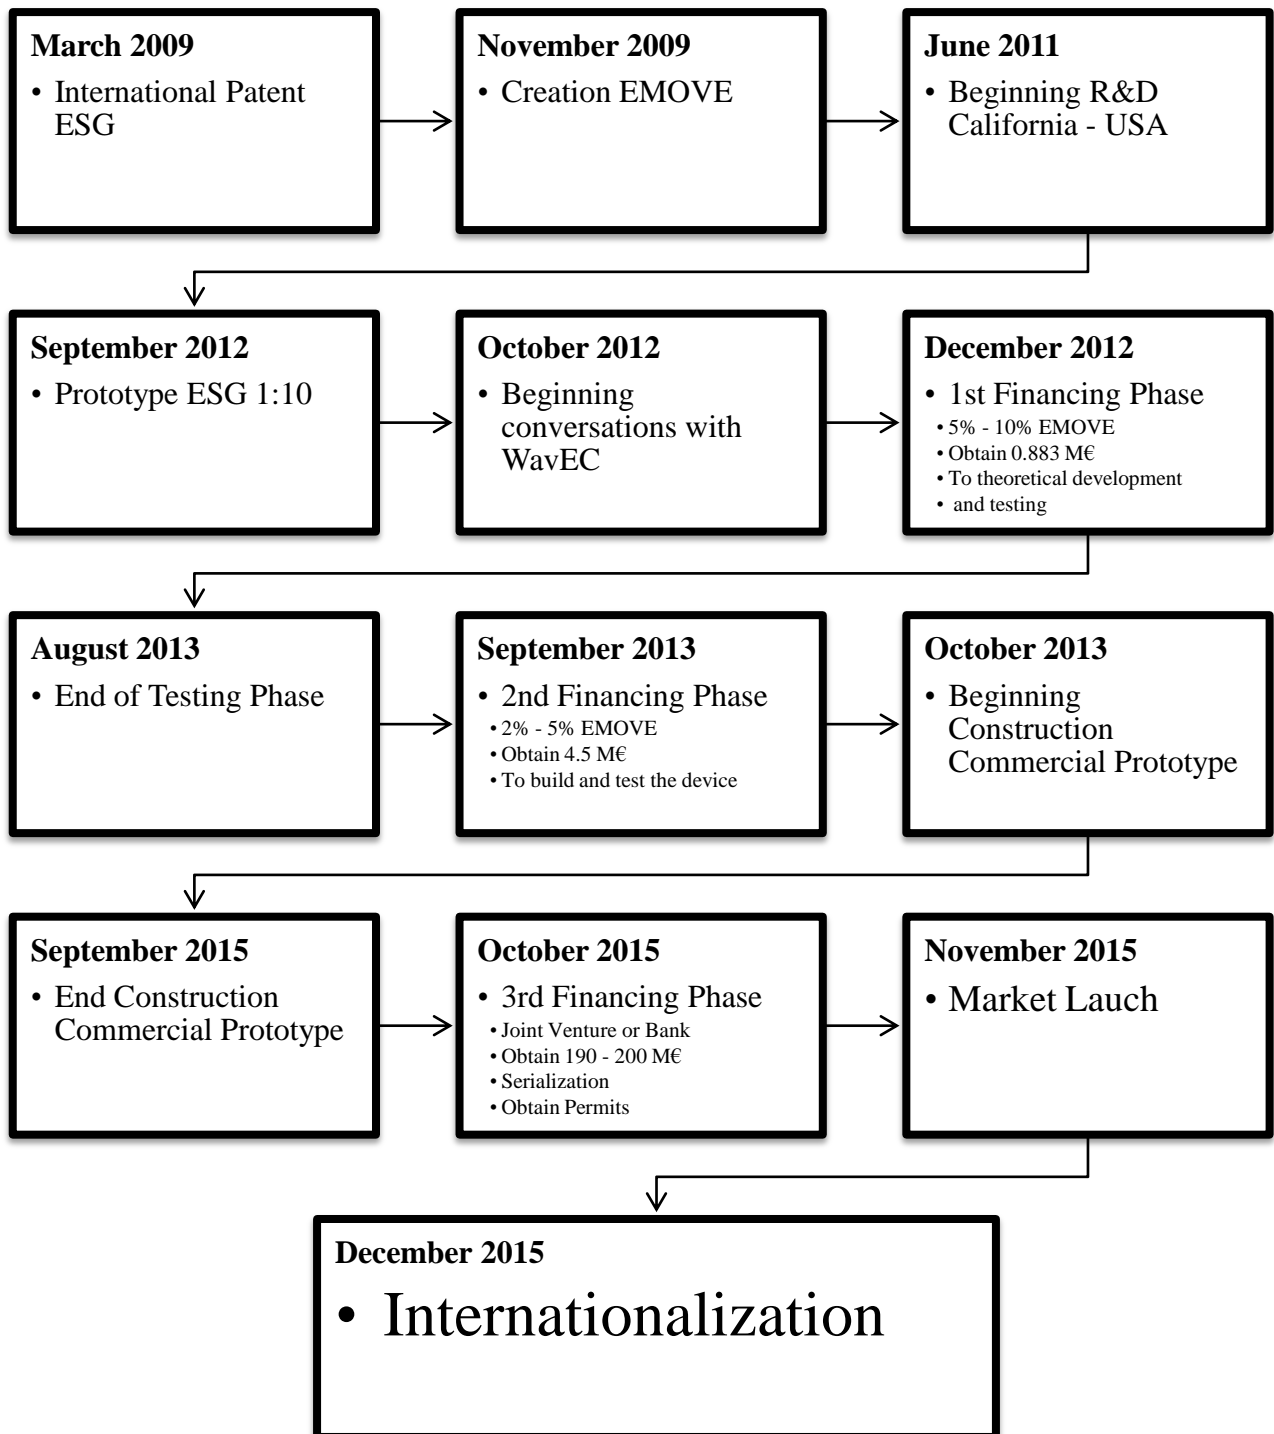 March 2009
• International Patent
ESG
November 2009
• Creation EMOVE
June 2011
• Beginning R&D
California - USA
September 2012
• Prototype ESG 1:10
October 2012
• Beginning
conversations with
WavEC
December 2012
• 1st Financing Phase
• 5% - 10% EMOVE
• Obtain 0.883 M€
• To theoretical development
• and testing
August 2013
• End of Testing Phase
September 2013
• 2nd Financing Phase
• 2% - 5% EMOVE
• Obtain 4.5 M€
• To build and test the device
October 2013
• Beginning
Construction
Commercial Prototype
September 2015
• End Construction
Commercial Prototype
October 2015
• 3rd Financing Phase
• Joint Venture or Bank
• Obtain 190 - 200 M€
• Serialization
• Obtain Permits
November 2015
• Market Lauch
December 2015
• Internationalization